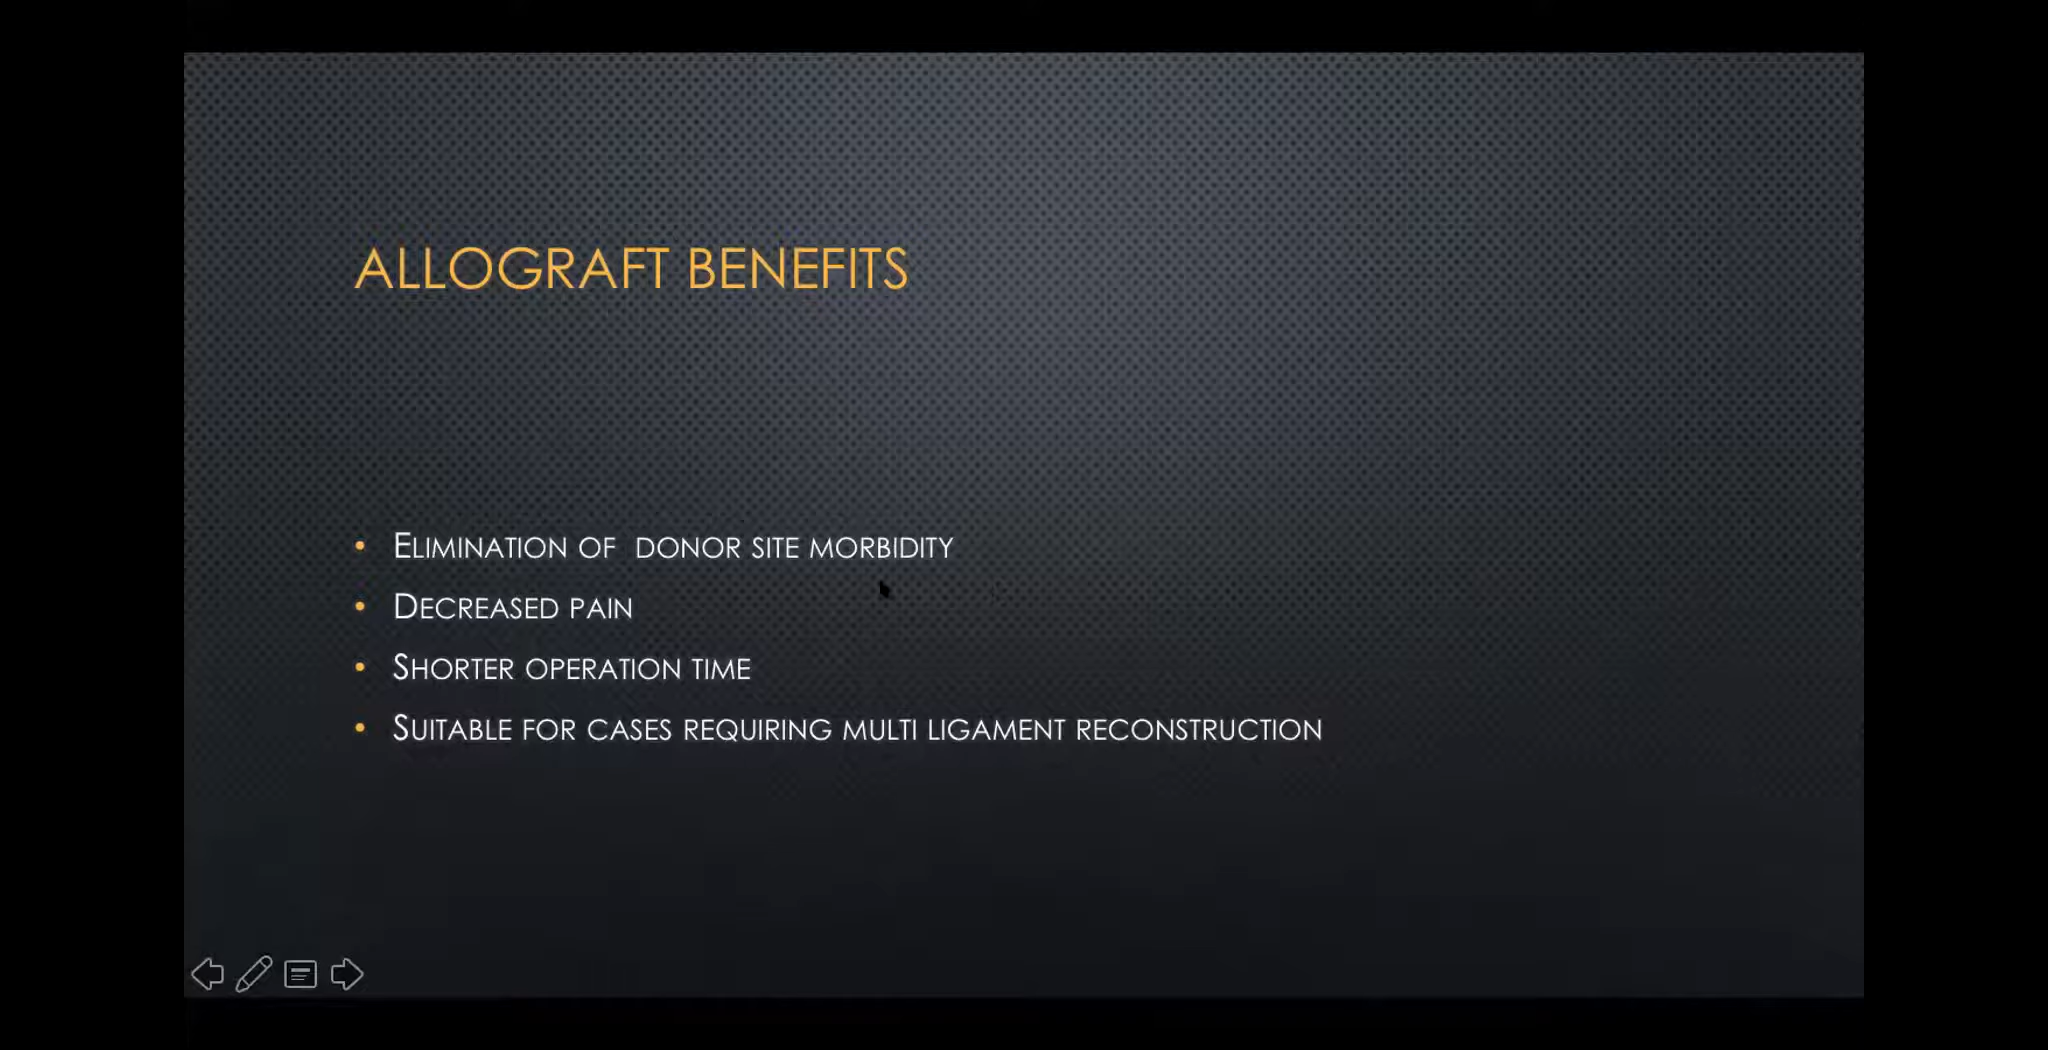 ALLOGRAFT BENEFITS
• ELIMINATION OF DONOR SITE MORBIDITY
• DECREASED PAIN
• SHORTER OPERATION TIME
• SUITABLE FOR CASES REQUIRING MULTI LIGAMENT RECONSTRUCTION